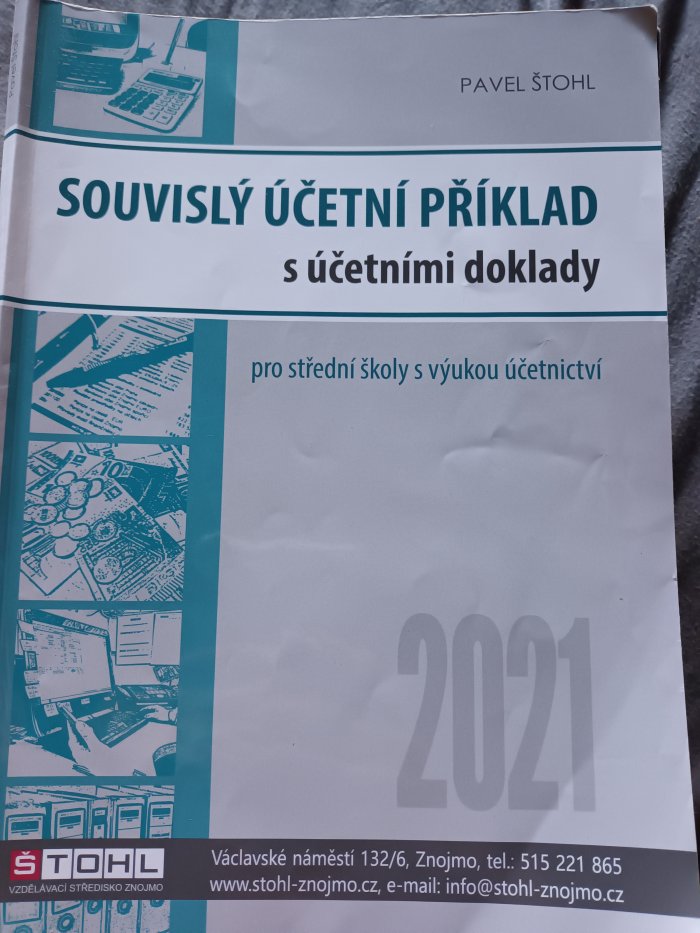 PAVEL ŠTOHL
SOUVISLÝ ÚČETNÍ PŘÍKLAD
s účetními doklady
pro střední školy s výukou účetnictví
2021
ŠTOHL
VZDĚLÁVACÍ STŘEDISKO ZNOJMO
Václavské náměstí 132/6, Znojmo, tel.: 515 221 865
www.stohl-znojmo.cz, e-mail: info@stohl-znojmo.cz